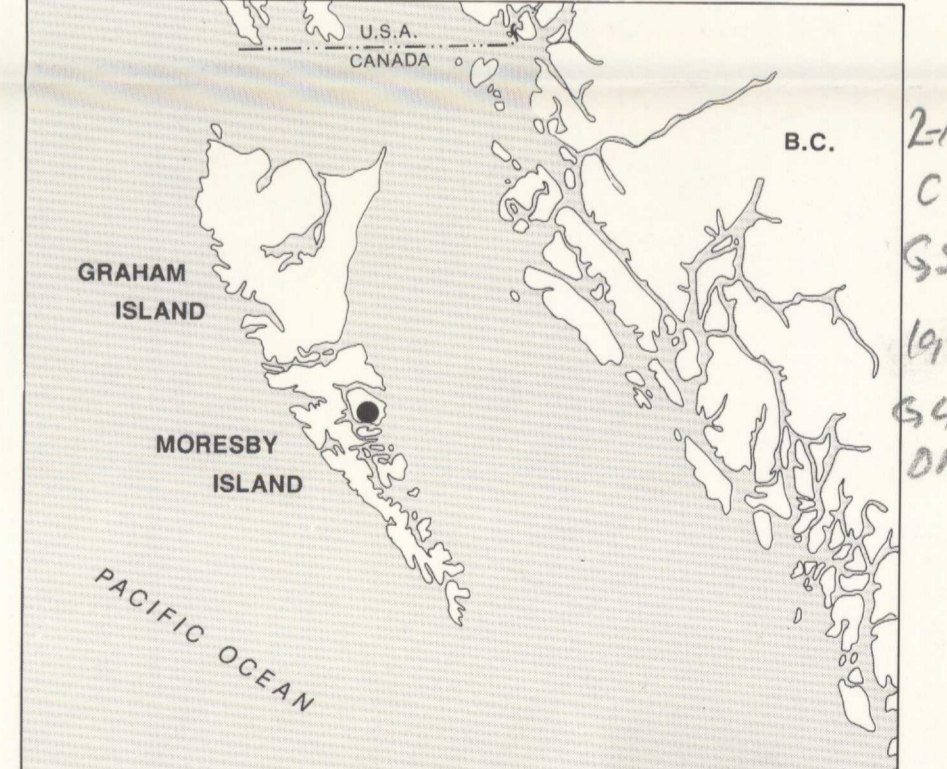 U.S.A.
CANADA
B.C.
GRAHAM
ISLAND
MORESBY
ISLAND
PACIFIC OCEAN